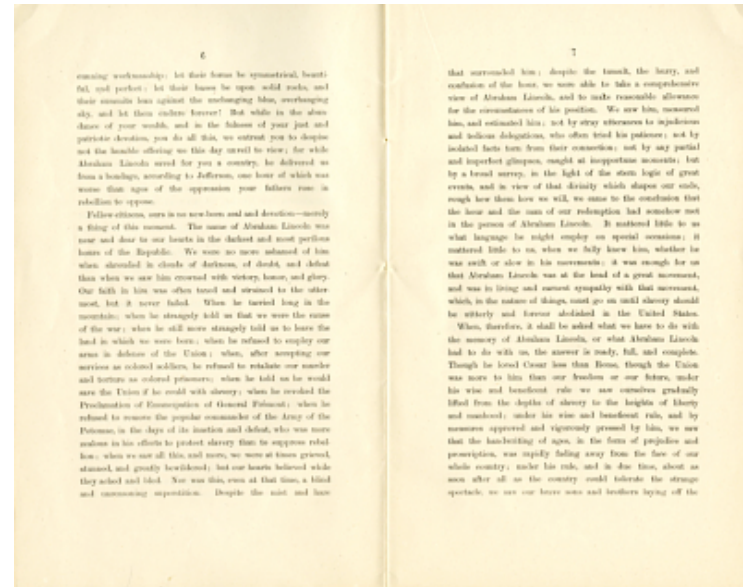 6
cunning workmanship; let their forms be symmetrical, beauti-
ful, and perfect; let their bases be upon solid rocks, and
their summits lean against the unchanging blue, overhanging
sky, and let them endure forever! But while in the abun-
dance of your wealth, and in the fulness of your just and
patriotic devotion, you do all this, we entreat you to despise
not the humble offering we this day unveil to view; for while
Abraham Lincoln saved for you a country, he delivered us
from a bondage, according to Jefferson, one hour of which was
worse than ages of the oppression your fathers rose in
rebellion to oppose.
Fellow-citizens, ours is no new-born zeal and devotion—merely
a thing of this moment. The name of Abraham Lincoln was
near and dear to our hearts in the darkest and most perilous
hours of the Republic. We were no more ashamed of him
when shrouded in clouds of darkness, of doubt, and defeat
than when we saw him crowned with victory, honor, and glory.
Our faith in him was often taxed and strained to the utter-
most, but it never failed. When he tarried long in the
mountain; when he strangely told us that we were the cause
of the war; when he still more strangely told us to leave the
land in which we were born; when he refused to employ our
arms in defence of the Union; when, after accepting our
services as colored soldiers, he refused to retaliate our murder
and torture as colored prisoners; when he told us he would
save the Union if he could with slavery; when he revoked the
Proclamation of Emancipation of General Frémont; when he
refused to remove the popular commander of the Army of the
Potomac, in the days of its inaction and defeat, who was more
zealous in his efforts to protect slavery than to suppress rebel-
lion; when we saw all this, and more, we were at times grieved,
stunned, and greatly bewildered; but our hearts believed while
they ached and bled. Nor was this, even at that time, a blind
and unreasoning superstition. Despite the mist and haze
7
that surrounded him; despite the tumult, the hurry, and
confusion of the hour, we were able to take a comprehensive
view of Abraham Lincoln, and to make reasonable allowance
for the circumstances of his position. We saw him, measured
him, and estimated him; not by stray utterances to injudicious
and tedious delegations, who often tried his patience; not by
isolated facts torn from their connection; not by any partial
and imperfect glimpses, caught at inopportune moments; but
by a broad survey, in the light of the stern logic of great
events, and in view of that divinity which shapes our ends,
rough hew them how we will, we came to the conclusion that
the hour and the man of our redemption had somehow met
in the person of Abraham Lincoln. It mattered little to us
what language he might employ on special occasions; it
mattered little to us, when we fully knew him, whether he
was swift or slow in his movements; it was enough for us
that Abraham Lincoln was at the head of a great movement,
and was in living and earnest sympathy with that movement,
which, in the nature of things, must go on until slavery should
be utterly and forever abolished in the United States.
When, therefore, it shall be asked what we have to do with
the memory of Abraham Lincoln, or what Abraham Lincoln
had to do with us, the answer is ready, full, and complete.
Though he loved Cæsar less than Rome, though the Union
was more to him than our freedom or our future, under
his wise and beneficent rule we saw ourselves gradually
lifted from the depths of slavery to the heights of liberty
and manhood; under his wise and beneficent rule, and by
measures approved and vigorously pressed by him, we saw
that the handwriting of ages, in the form of prejudice and
proscription, was rapidly fading away from the face of our
whole country; under his rule, and in due time, about as
soon after all as the country could tolerate the strange
spectacle, we saw our brave sons and brothers laying off the